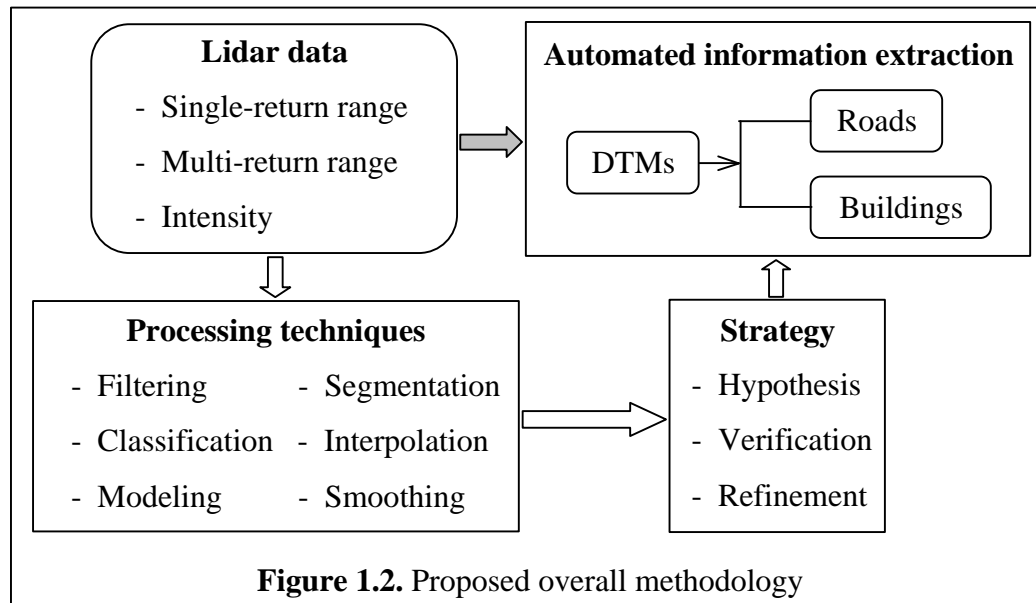 Lidar data
- Single-return range
- Multi-return range
- Intensity
Automated information extraction
DTMs
Roads
Buildings
Processing techniques
- Filtering - Segmentation
- Classification - Interpolation
- Modeling - Smoothing
Strategy
- Hypothesis
- Verification
- Refinement
Figure 1.2. Proposed overall methodology